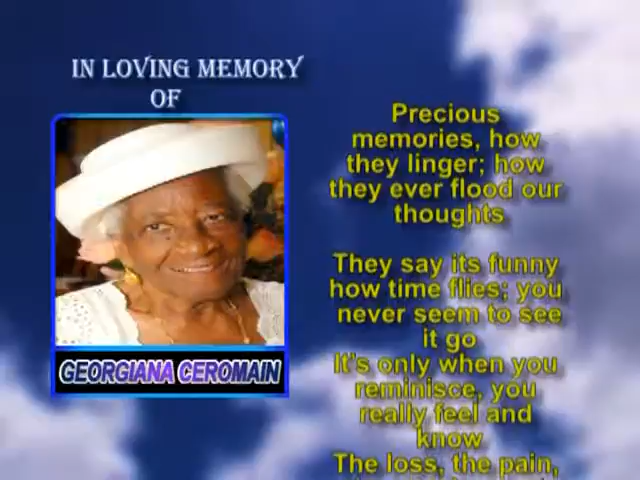 IN LOVING MEMORY
OF
GEORGIANA CEROMAIN
Precious
memories, how
they linger; how
they ever flood our
thoughts
They say its funny
how time flies; you
never seem to see
it go
It's only when you
reminisce, you
really feel and
know
The loss, the pain,